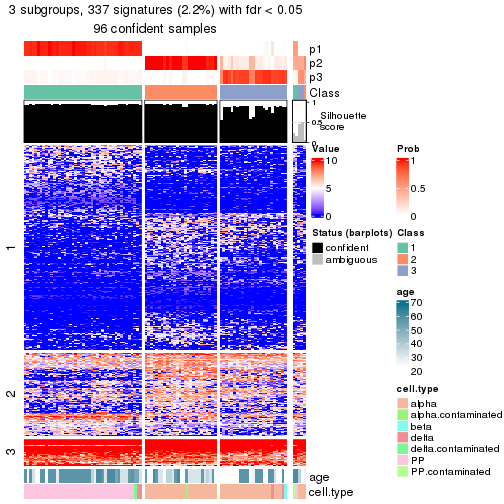 3 subgroups, 337 signatures (2.2%) with fdr < 0.05
96 confident samples
p1
p2
p3
Class
1
0.5
0
Silhouette
score
1
2
3
age
cell.type
Value
10
5
0
Prob
1
0.5
0
Status (barplots)
confident
ambiguous
Class
1
2
3
age
70
60
50
40
30
20
cell.type
alpha
alpha.contaminated
beta
delta
delta.contaminated
PP
PP.contaminated